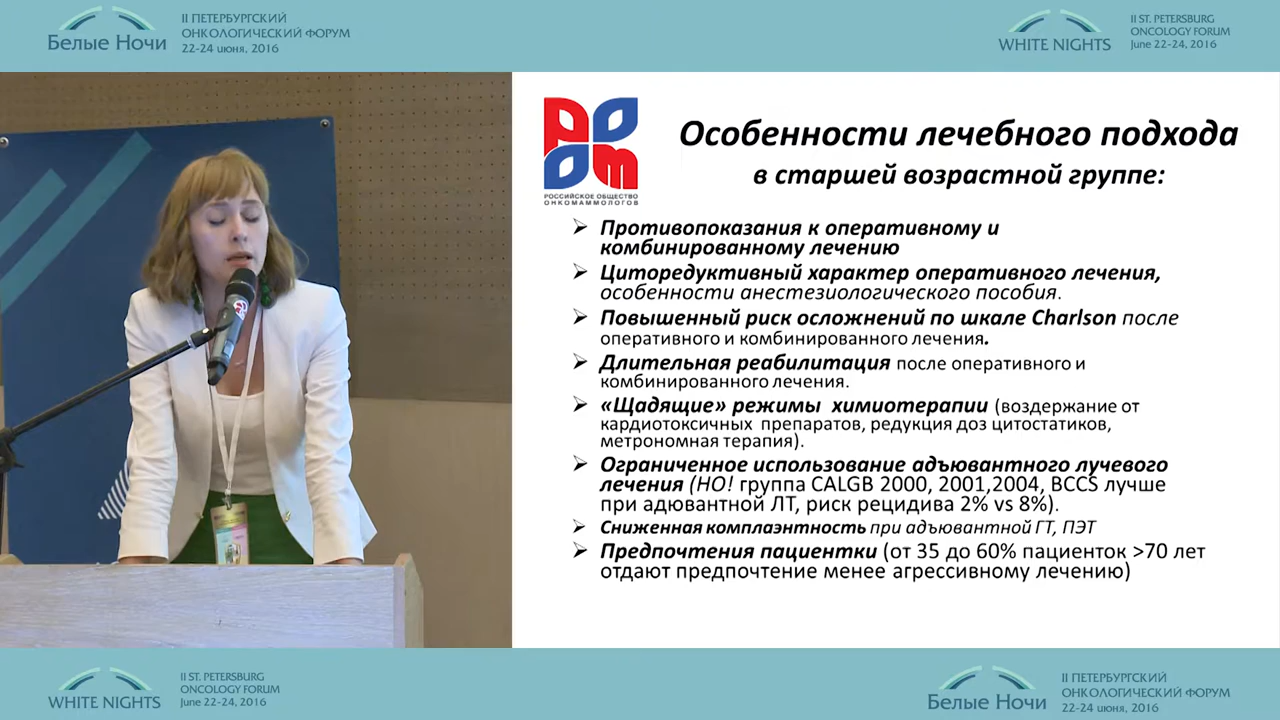 Белые Ночи
II ПЕТЕРБУРГСКИЙ
ОНКОЛОГИЧЕСКИЙ ФОРУМ
22-24 июня, 2016
WHITE NIGHTS
II ST. PETERSBURG
ONCOLOGY FORUM
June 22-24, 2016
РООМ
РОССИЙСКОЕ ОБЩЕСТВО
ОНКОМАММОЛОГОВ
Особенности лечебного подхода
в старшей возрастной группе:
➢ Противопоказания к оперативному и
комбинированному лечению
➢ Циторедуктивный характер оперативного лечения,
особенности анестезиологического пособия.
➢ Повышенный риск осложнений по шкале Charlson после
оперативного и комбинированного лечения.
➢ Длительная реабилитация после оперативного и
комбинированного лечения.
➢ «Щадящие» режимы химиотерапии (воздержание от
кардиотоксичных препаратов, редукция доз цитостатиков,
метрономная терапия).
➢ Ограниченное использование адъювантного лучевого
лечения (НО! группа CALGB 2000, 2001,2004, BCCS лучше
при адювантной ЛТ, риск рецидива 2% vs 8%).
➢ Сниженная комплаэнтность при адъювантной ГТ, ПЭТ
➢ Предпочтения пациентки (от 35 до 60% пациенток >70 лет
отдают предпочтение менее агрессивному лечению)
WHITE NIGHTS
II ST. PETERSBURG
ONCOLOGY FORUM
June 22-24, 2016
Белые Ночи
II ПЕТЕРБУРГСКИЙ
ОНКОЛОГИЧЕСКИЙ ФОРУМ
22-24 июня, 2016